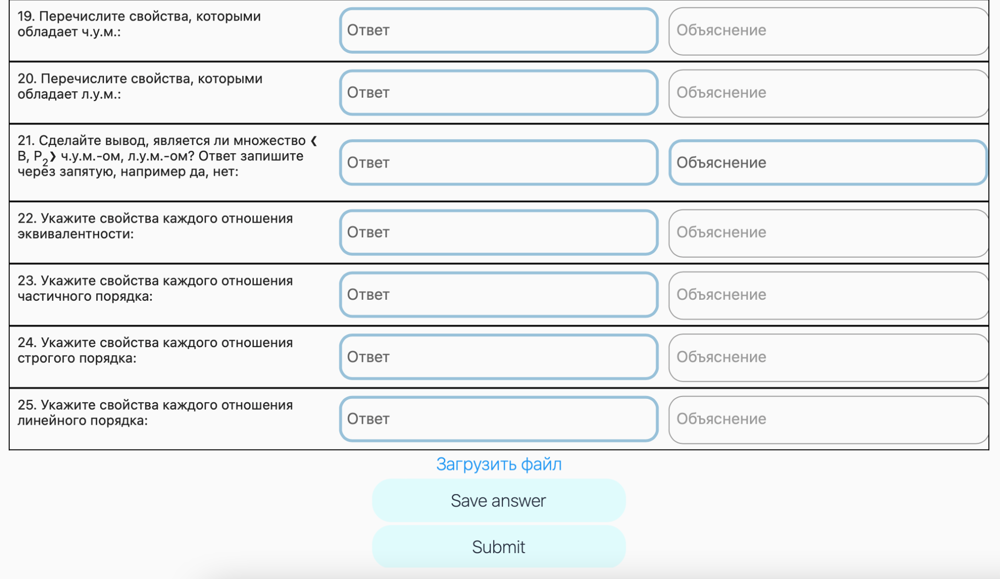 19. Перечислите свойства, которыми
обладает ч.у.м.:
Ответ
Объяснение
20. Перечислите свойства, которыми
обладает л.у.м.:
Ответ
Объяснение
21. Сделайте вывод, является ли множество ❮
B, P2❯ ч.у.м.-ом, л.у.м.-ом? Ответ запишите
через запятую, например да, нет:
Ответ
Объяснение
22. Укажите свойства каждого отношения
эквивалентности:
Ответ
Объяснение
23. Укажите свойства каждого отношения
частичного порядка:
Ответ
Объяснение
24. Укажите свойства каждого отношения
строгого порядка:
Ответ
Объяснение
25. Укажите свойства каждого отношения
линейного порядка:
Ответ
Объяснение
Загрузить файл
Save answer
Submit